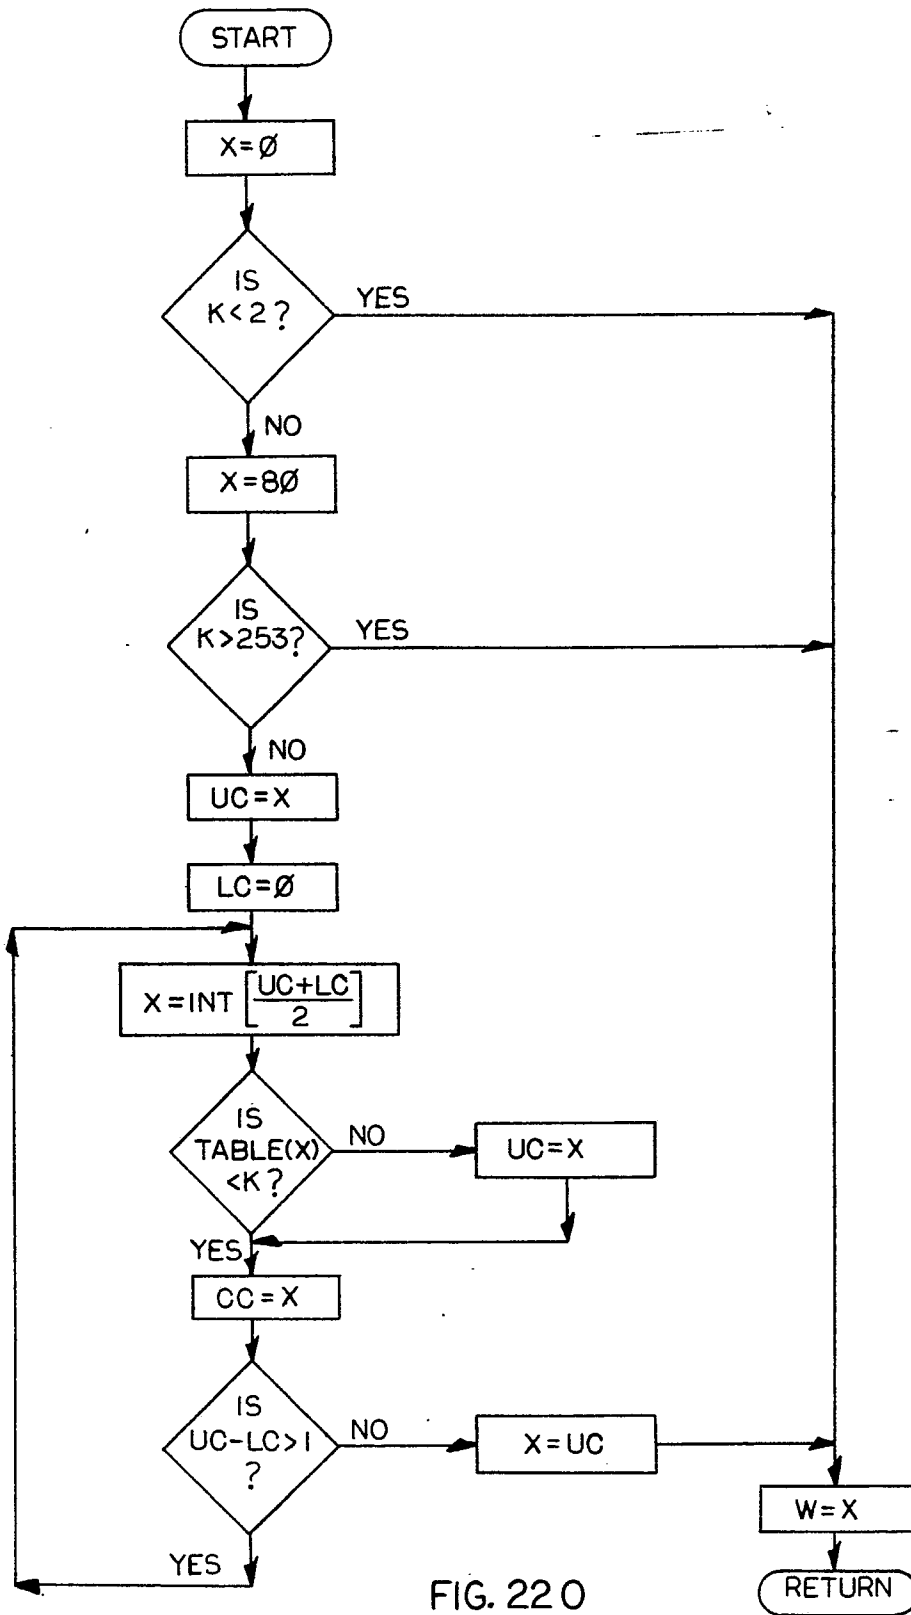 START
X=Ø
IS
K<2?
YES
NO
X=8Ø
IS
K>253?
YES
NO
UC=X
LC=Ø
X=INT [UC+LC
2]
IS
TABLE(X)
<K?
NO
UC=X
YES
CC=X
IS
UC-LC>1
?
NO
X=UC
YES
W=X
RETURN
FIG. 220